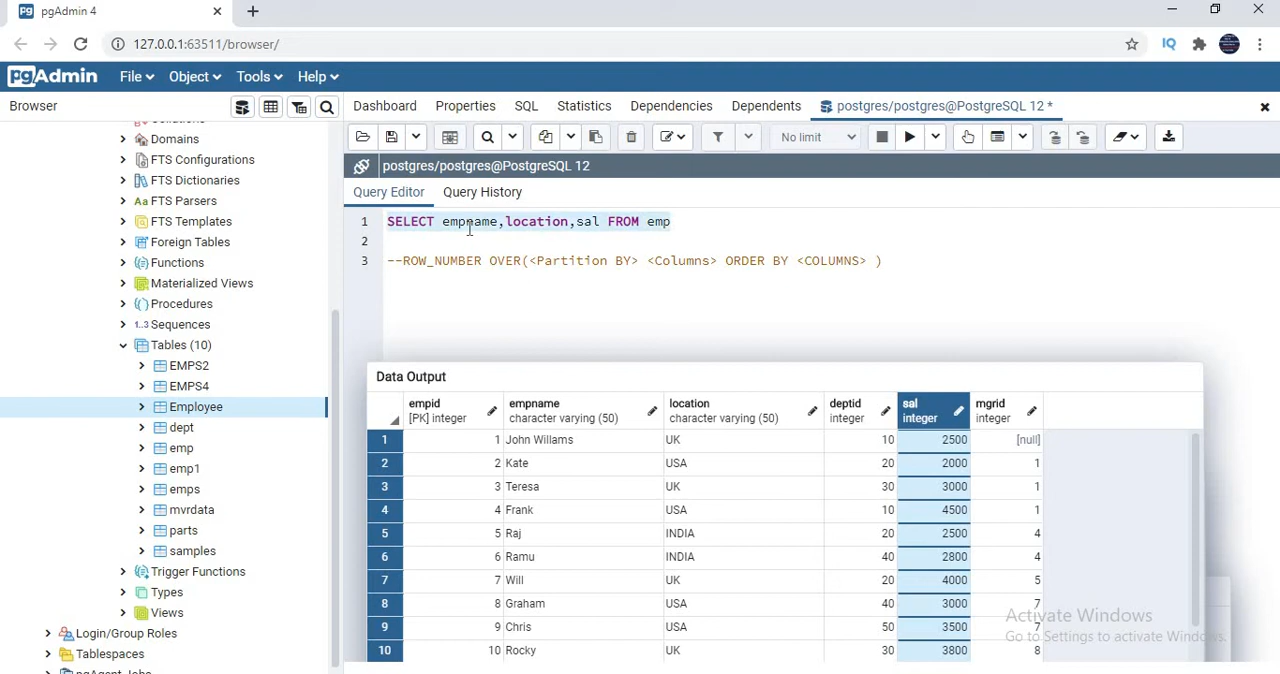 pgAdmin 4
127.0.0.1:63511/browser/
IQ
pgAdmin File Object Tools Help
Browser
Dashboard Properties SQL Statistics Dependencies Dependents postgres/postgres@PostgreSQL 12 *
No limit
postgres/postgres@PostgreSQL 12
Query Editor Query History
1 SELECT empname,location,sal FROM emp
2
3 --ROW_NUMBER OVER(<Partition BY> <Columns> ORDER BY <COLUMNS> )
Domains
FTS Configurations
FTS Dictionaries
Aa FTS Parsers
FTS Templates
Foreign Tables
Functions
Materialized Views
Procedures
1..3 Sequences
Tables (10)
EMPS2
EMPS4
Employee
dept
emp
emp1
emps
mvrdata
parts
samples
Trigger Functions
Types
Views
Login/Group Roles
Tablespaces
Data Output
empid [PK] integer empname character varying (50) location character varying (50) deptid integer sal integer mgrid integer
1 1 John Willams UK 10 2500 [null]
2 2 Kate USA 20 2000 1
3 3 Teresa UK 30 3000 1
4 4 Frank USA 10 4500 1
5 5 Raj INDIA 20 2500 4
6 6 Ramu INDIA 40 2800 4
7 7 Will UK 20 4000 5
8 8 Graham USA 40 3000 7
9 9 Chris USA 50 3500 7
10 10 Rocky UK 30 3800 8
Activate Windows
Go to Settings to activate Windows.